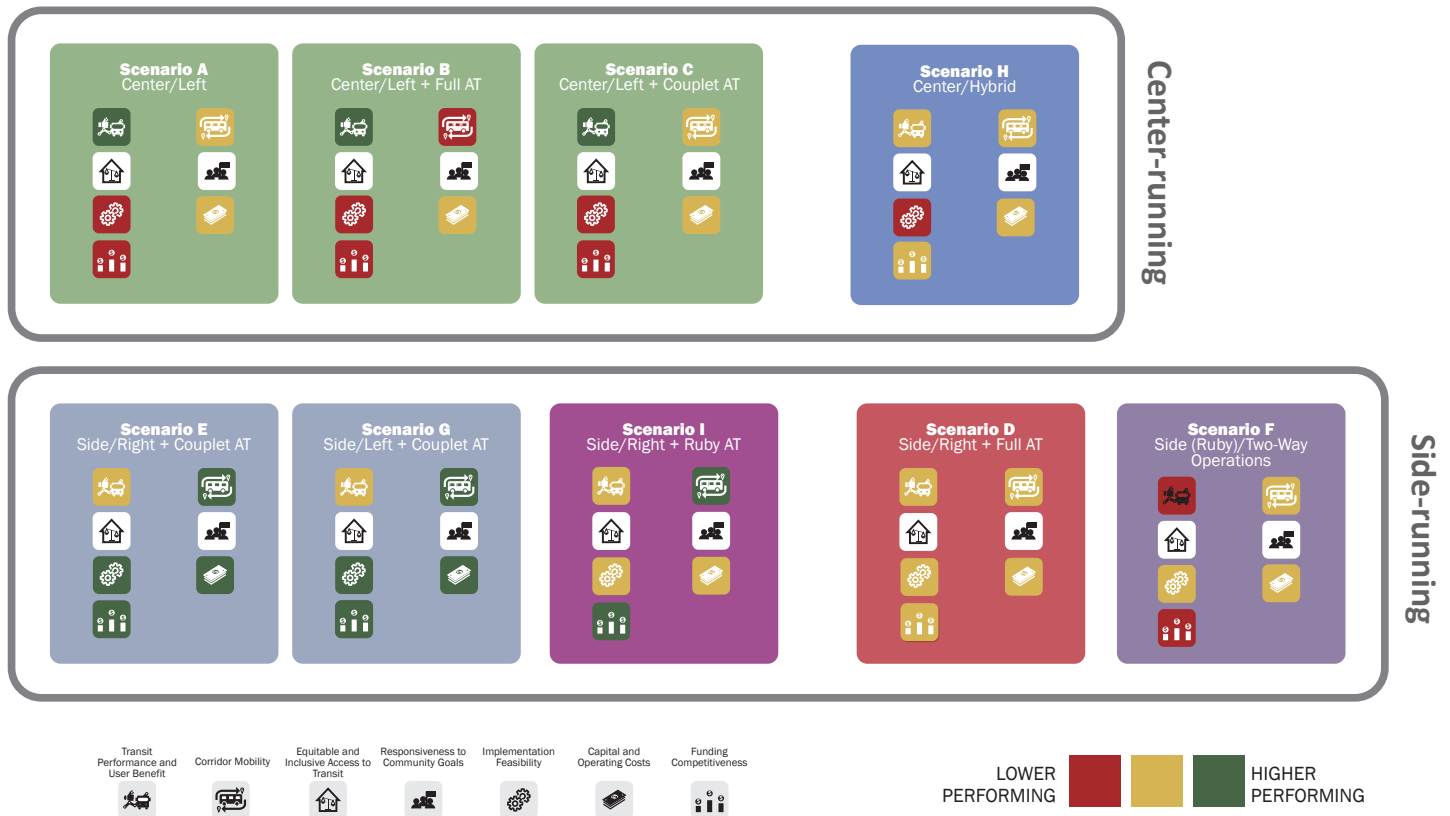 Scenario A
Center/Left
Scenario B
Center/Left + Full AT
Scenario C
Center/Left + Couplet AT
Scenario H
Center/Hybrid
Center-running
Scenario E
Side/Right + Couplet AT
Scenario G
Side/Left + Couplet AT
Scenario I
Side/Right + Ruby AT
Scenario D
Side/Right + Full AT
Scenario F
Side (Ruby)/Two-Way
Operations
Side-running
Transit
Performance and
User Benefit
Corridor Mobility
Equitable and
Inclusive Access to
Transit
Responsiveness to
Community Goals
Implementation
Feasibility
Capital and
Operating Costs
Funding
Competitiveness
LOWER
PERFORMING
HIGHER
PERFORMING